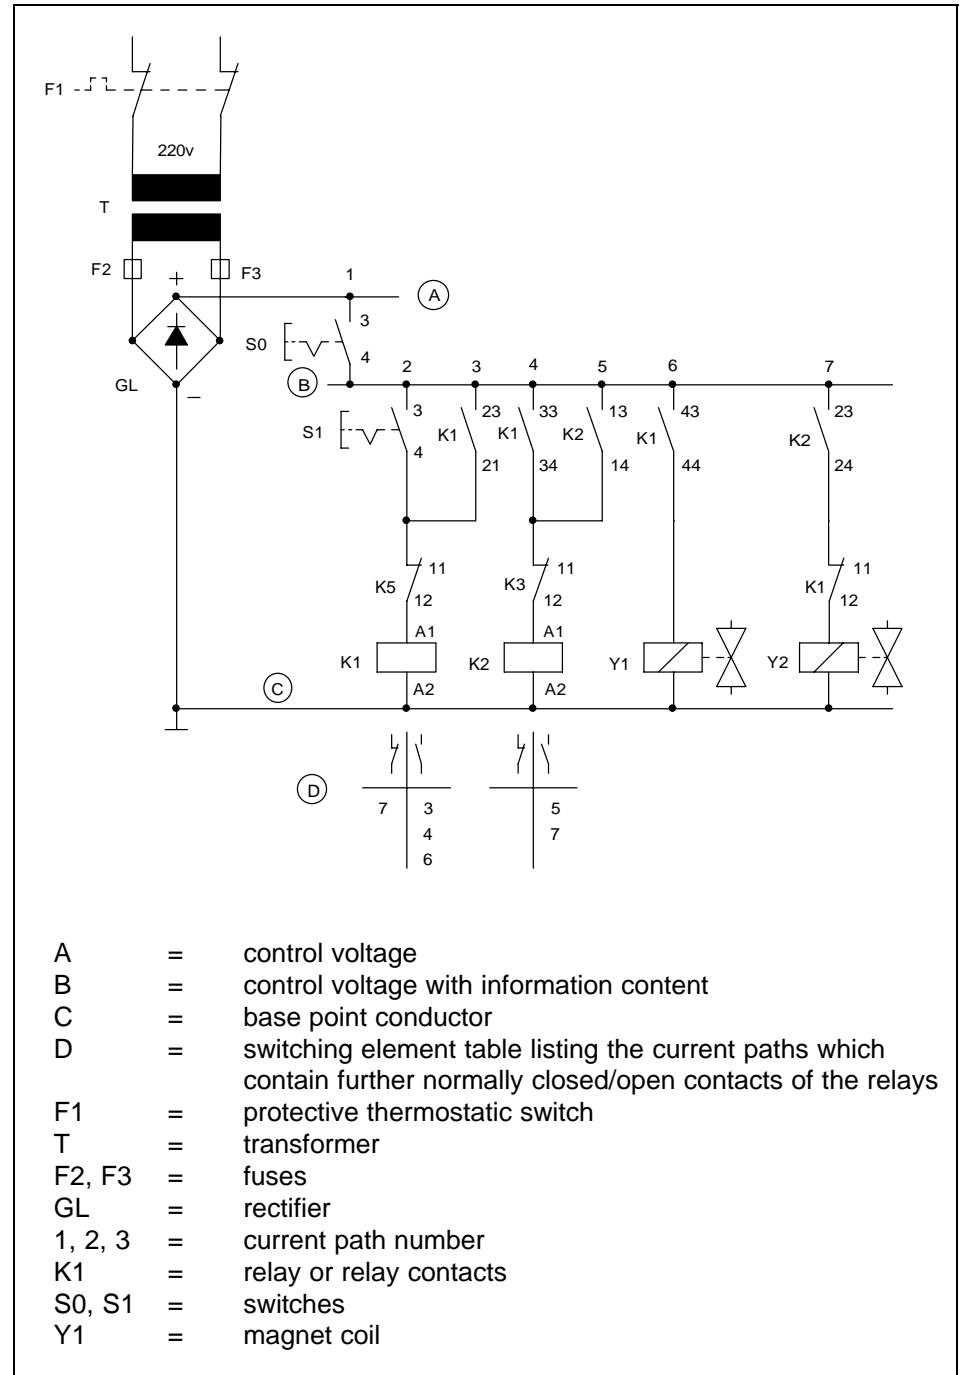 F1
220v
T
F2
F3
+
1
A
3
S0
4
GL
–
B
2 3 4 5 6 7
3 23 33 13 43 23
S1 K1 K1 K2 K1 K2
4 21 34 14 44 24
11 11 11
K5 K3 K1
12 12 12
A1 A1
K1 K2 Y1 Y2
A2 A2
C
D
7 3 5
4 7
6
A = control voltage
B = control voltage with information content
C = base point conductor
D = switching element table listing the current paths which
contain further normally closed/open contacts of the relays
F1 = protective thermostatic switch
T = transformer
F2, F3 = fuses
GL = rectifier
1, 2, 3 = current path number
K1 = relay or relay contacts
S0, S1 = switches
Y1 = magnet coil